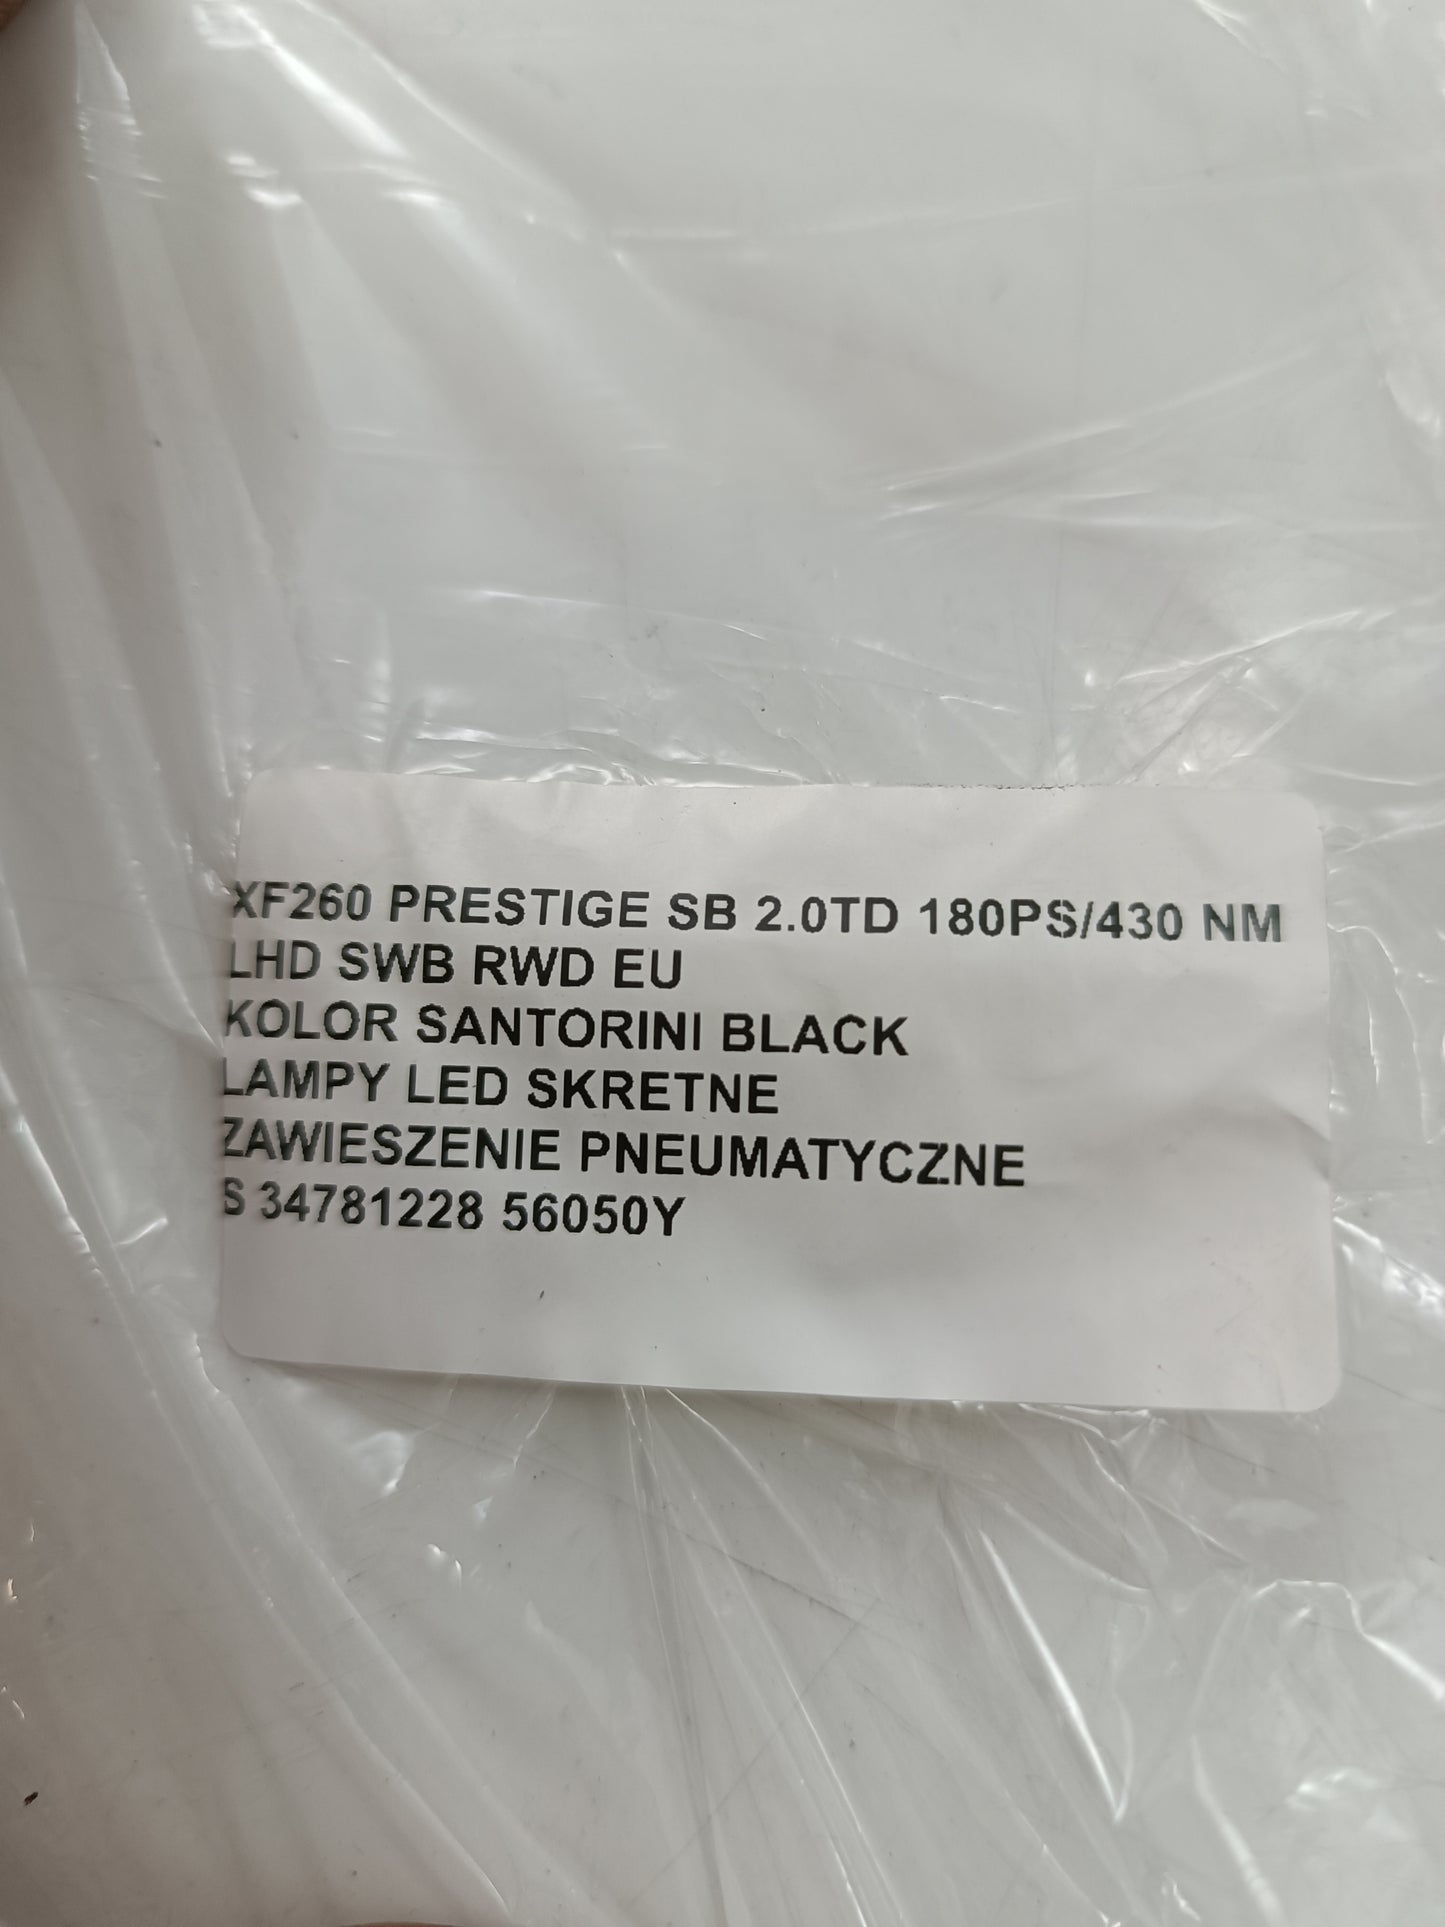 XF260 PRESTIGE SB 2.0TD 180PS/430 NM
LHD SWB RWD EU
KOLOR SANTORINI BLACK
LAMPY LED SKRETNE
ZAWIESZENIE PNEUMATYCZNE
S 34781228 56050Y